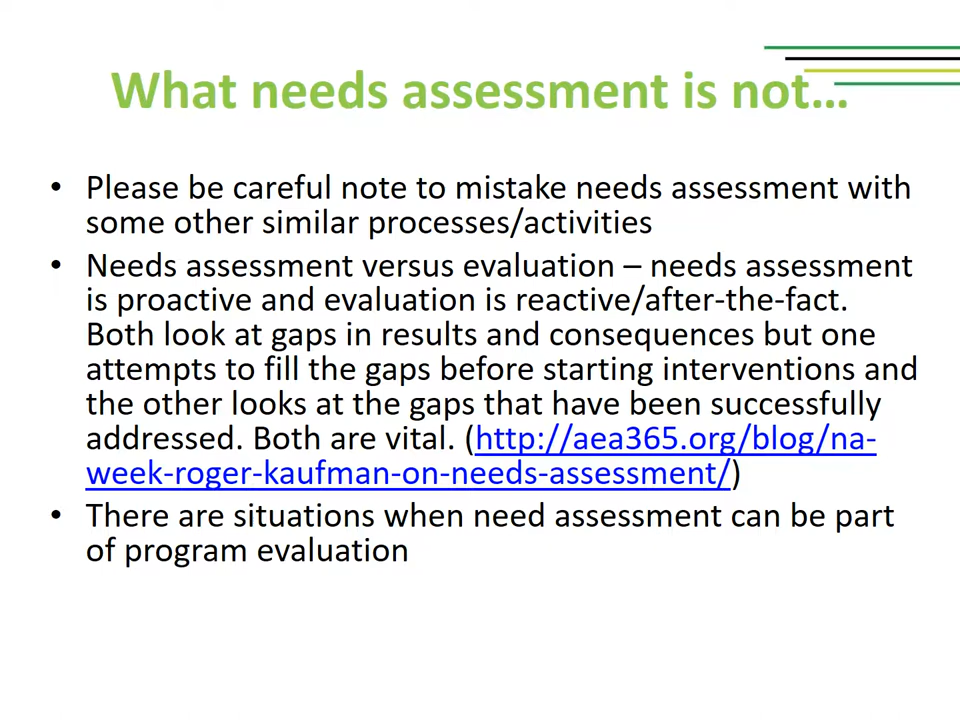 What needs assessment is not…
• Please be careful note to mistake needs assessment with
some other similar processes/activities
• Needs assessment versus evaluation – needs assessment
is proactive and evaluation is reactive/after-the-fact.
Both look at gaps in results and consequences but one
attempts to fill the gaps before starting interventions and
the other looks at the gaps that have been successfully
addressed. Both are vital. (http://aea365.org/blog/na-
week-roger-kaufman-on-needs-assessment/)
• There are situations when need assessment can be part
of program evaluation